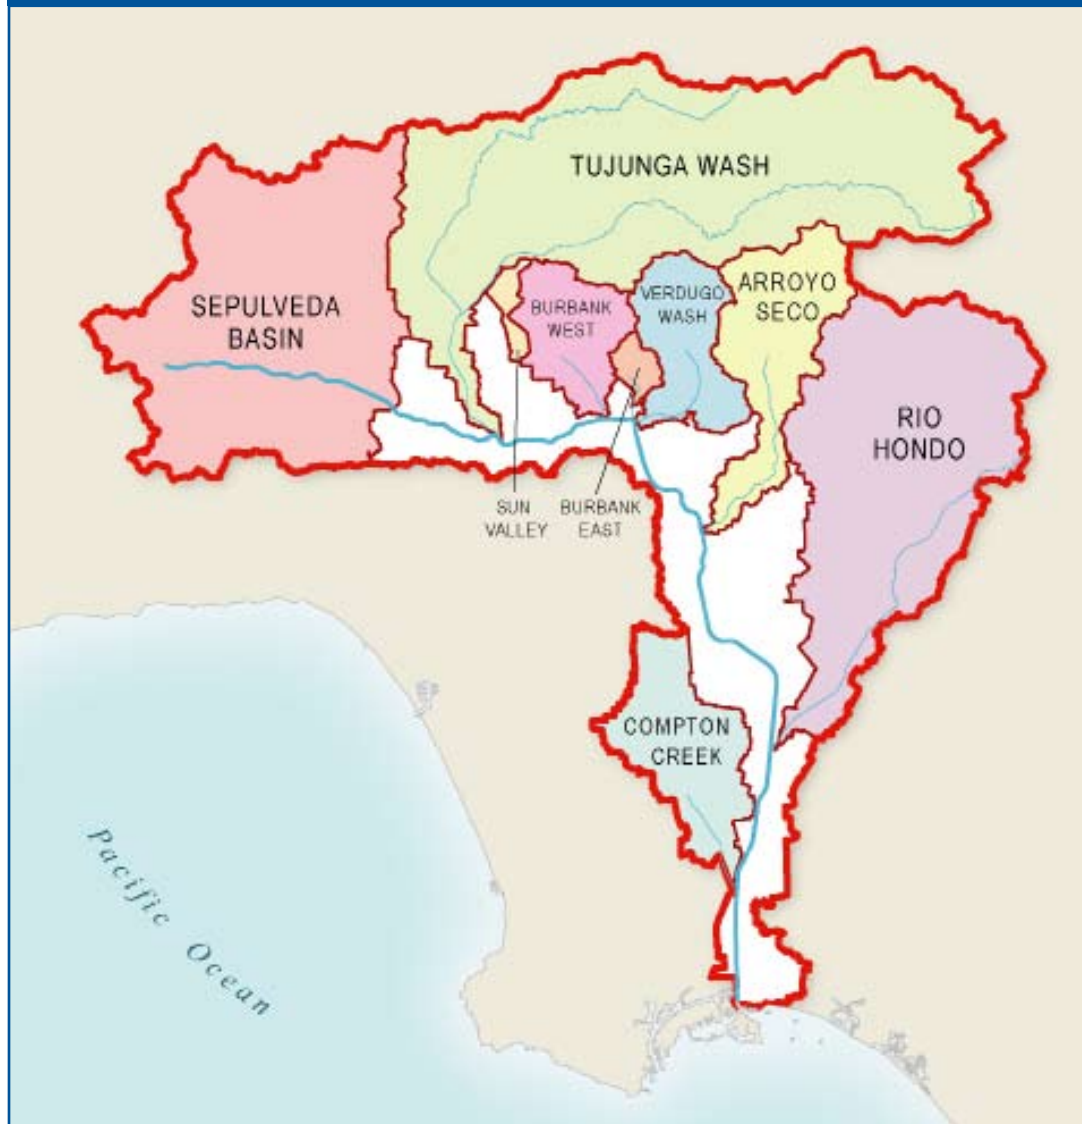 TUJUNGA WASH
SEPULVEDA
BASIN
BURBANK
WEST
VERDUGO
WASH
ARROYO
SECO
RIO
HONDO
SUN
VALLEY
BURBANK
EAST
COMPTON
CREEK
Pacific Ocean